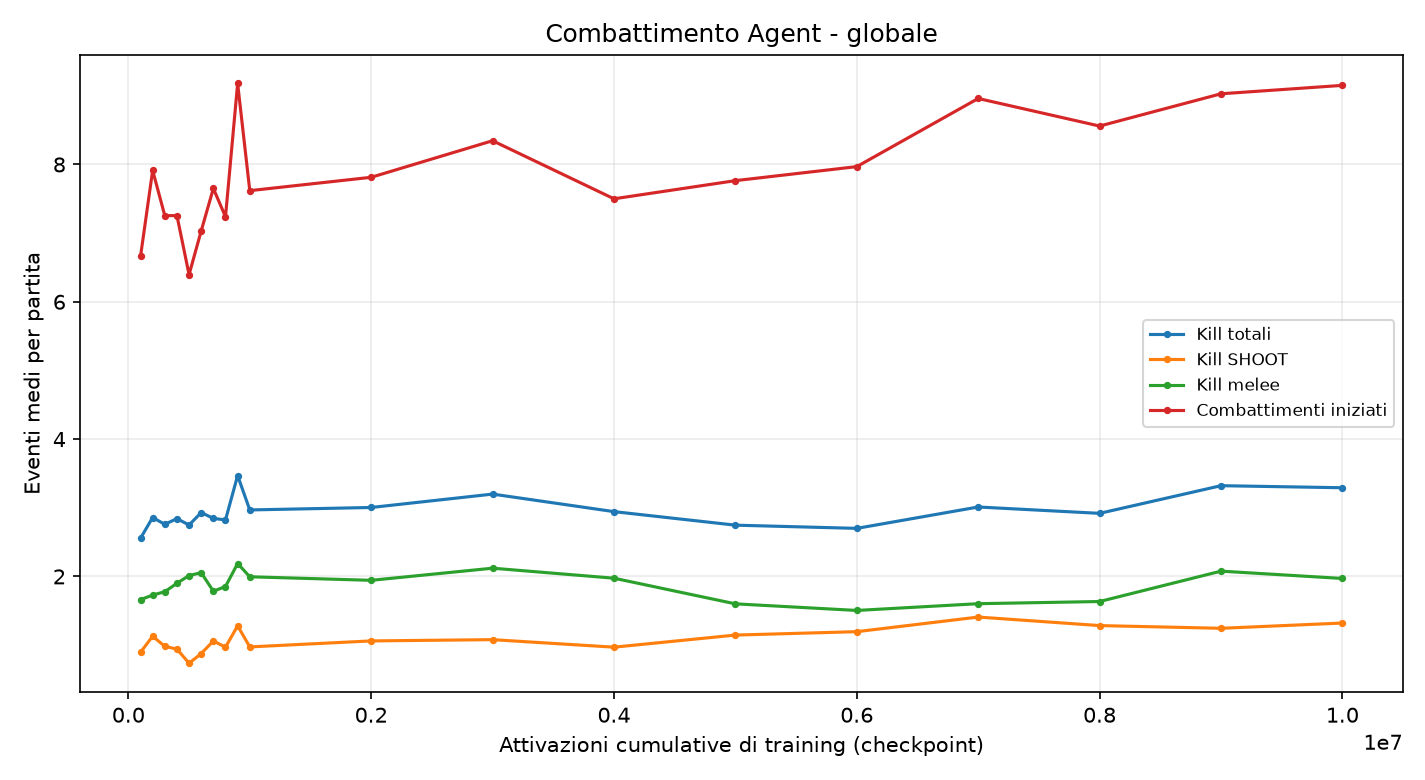 Combattimento Agent - globale
Eventi medi per partita
8
6
4
2
Kill totali
Kill SHOOT
Kill melee
Combattimenti iniziati
0.0 0.2 0.4 0.6 0.8 1.0
1e7
Attivazioni cumulative di training (checkpoint)